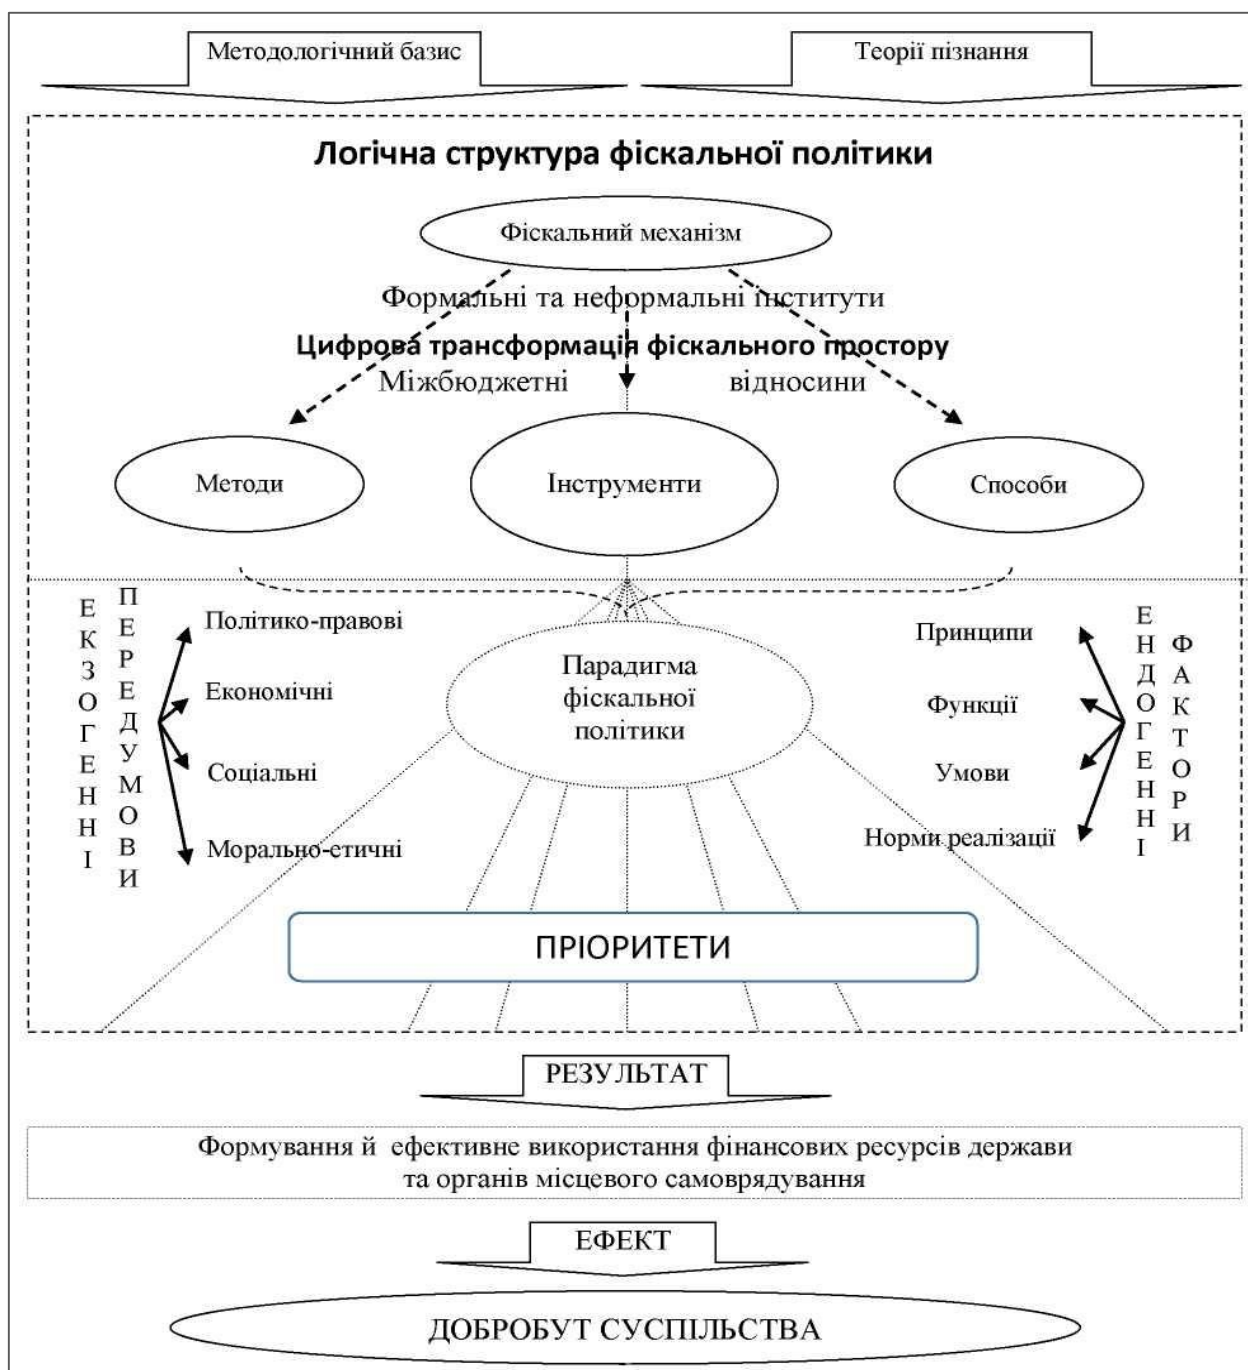 Методологічний базис
Теорії пізнання
Логічна структура фіскальної політики
Фіскальний механізм
Формальні та неформальні інститути
Цифрова трансформація фіскального простору
Міжбюджетні відносини
Методи
Інструменти
Способи
ЕКЗОГЕННІ
ПЕРЕДУМОВИ
Політико-правові
Економічні
Соціальні
Морально-етичні
Парадигма
фіскальної
політики
Принципи
Функції
Умови
Норми реалізації
ЕНДОГЕННІ
ФАКТОРИ
ПРІОРИТЕТИ
РЕЗУЛЬТАТ
Формування й ефективне використання фінансових ресурсів держави
та органів місцевого самоврядування
ЕФЕКТ
ДОБРОБУТ СУСПІЛЬСТВА